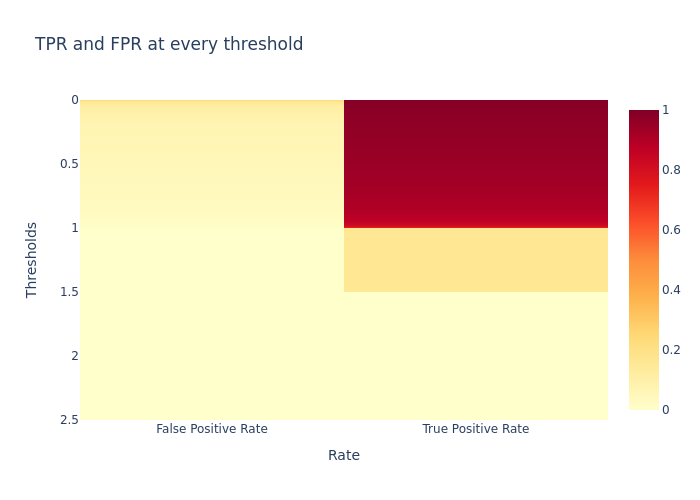 TPR and FPR at every threshold
0
0.5
1
1.5
2
2.5
Thresholds
False Positive Rate
True Positive Rate
Rate
1
0.8
0.6
0.4
0.2
0